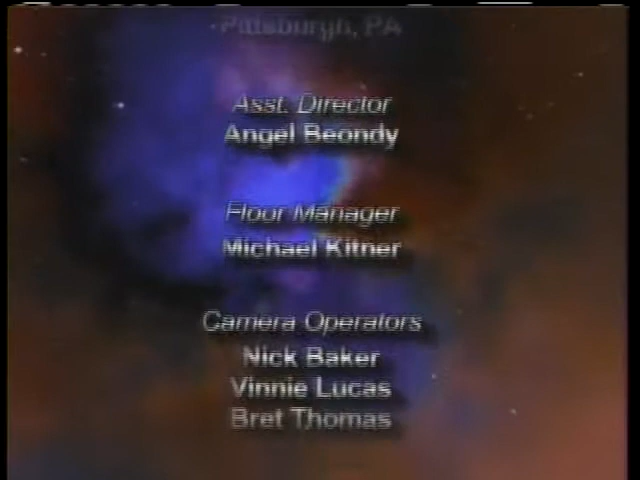 -Pittsburgh, PA
Asst. Director
Angel Beondy
Floor Manager
Michael Kitner
Camera Operators
Nick Baker
Vinnie Lucas
Bret Thomas